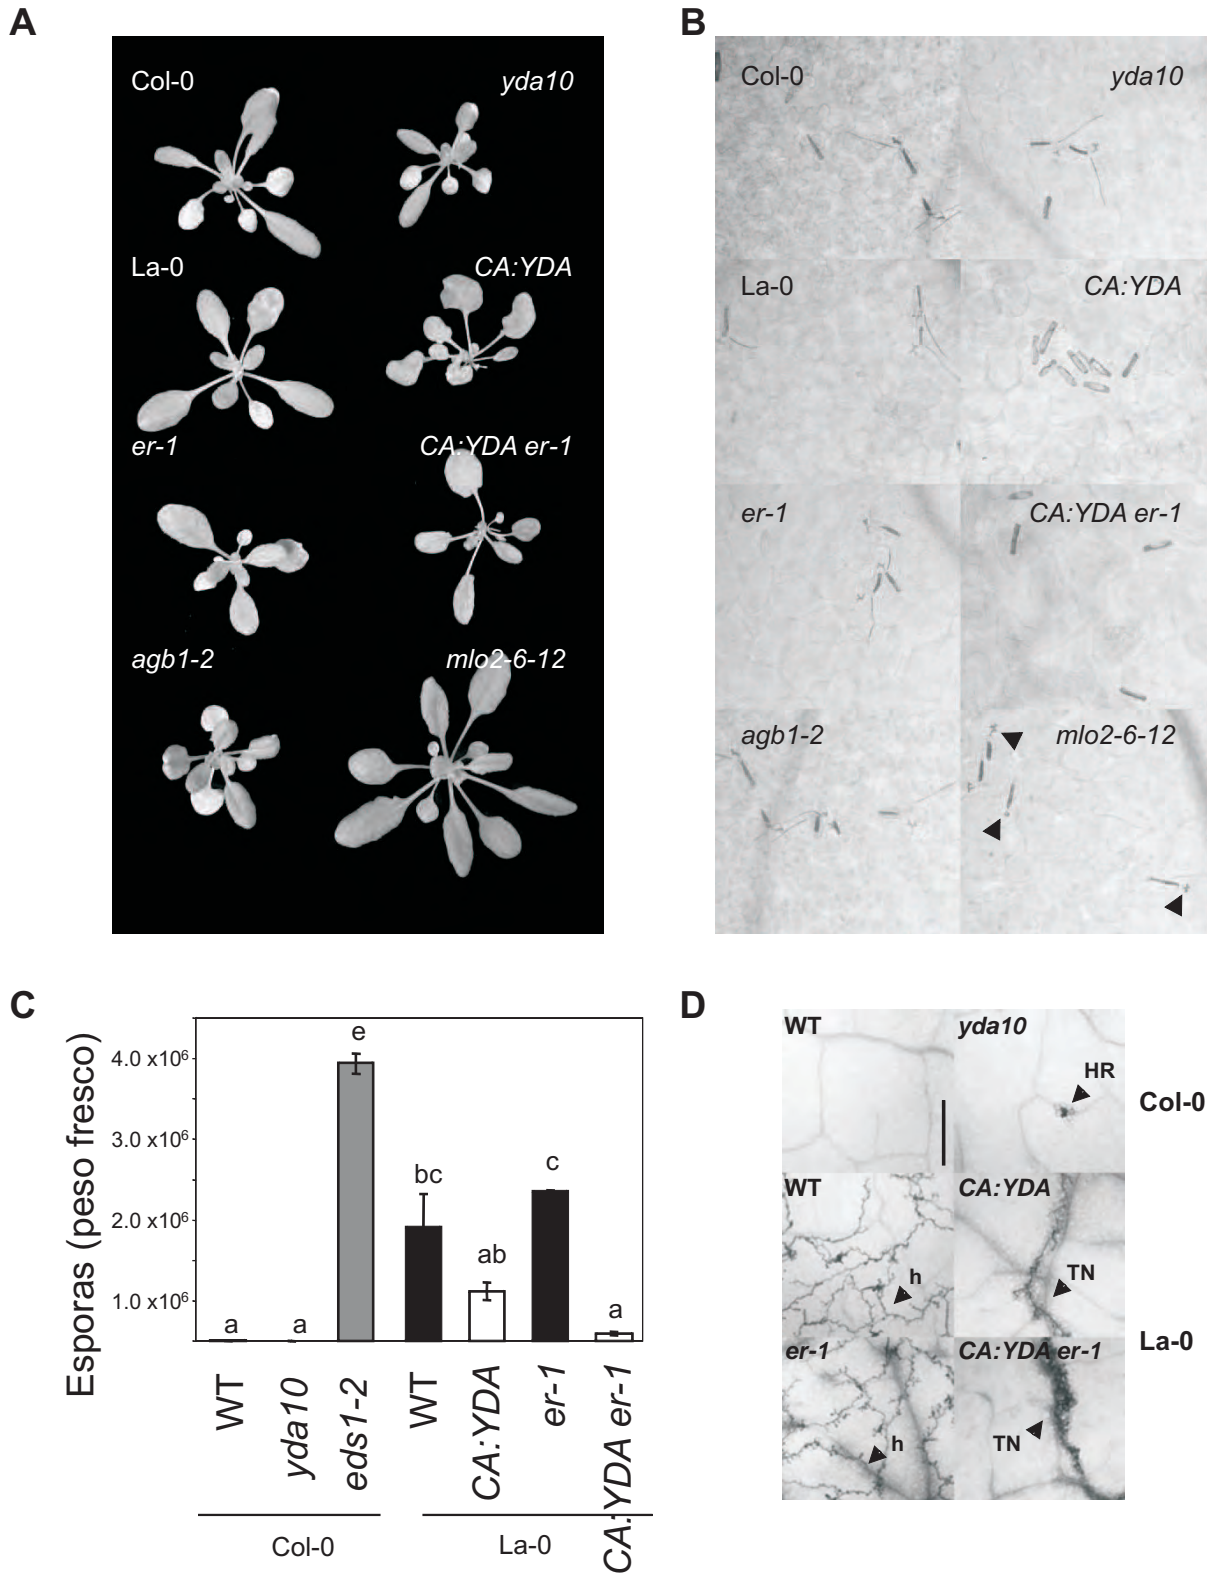 A
Col-0
yda10
La-0
CA:YDA
er-1
CA:YDA er-1
agb1-2
mlo2-6-12
B
Col-0
yda10
La-0
CA:YDA
er-1
CA:YDA er-1
agb1-2
mlo2-6-12
C
Esporas (peso fresco)
4.0 x10⁶
3.0 x10⁶
2.0 x10⁶
1.0 x10⁶
a
a
e
bc
ab
c
a
WT
yda10
eds1-2
WT
CA:YDA
er-1
CA:YDA er-1
Col-0
La-0
D
WT
yda10
HR
Col-0
WT
CA:YDA
h
TN
La-0
er-1
CA:YDA er-1
h
TN